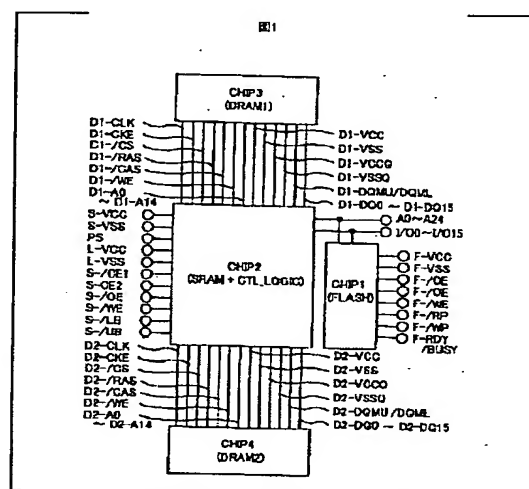 図1
CHIP3
(DRAM1)
D1-CLK
D1-CKE
D1-/CS
D1-/RAS
D1-/CAS
D1-/WE
D1-A0
~ D1-A14
D1-VCC
D1-VSS
D1-VCCQ
D1-VSSQ
D1-DQMU/DQML
D1-DQ0 ~ D1-DQ15
S-VCC
S-VSS
PS
L-VCC
L-VSS
S-/CE1
S-CE2
S-/OE
S-/WE
S-/LB
S-/UB
CHIP2
(SRAM + CTL_LOGIC)
A0~A24
I/O0~I/O15
CHIP1
(FLASH)
F-VCC
F-VSS
F-/CE
F-/OE
F-/WE
F-/RP
F-/WP
F-RDY
/BUSY
D2-CLK
D2-CKE
D2-/CS
D2-/RAS
D2-/CAS
D2-/WE
D2-A0
~ D2-A14
D2-VCC
D2-VSS
D2-VCCQ
D2-VSSQ
D2-DQMU/DQML
D2-DQ0 ~ D2-DQ15
CHIP4
(DRAM2)